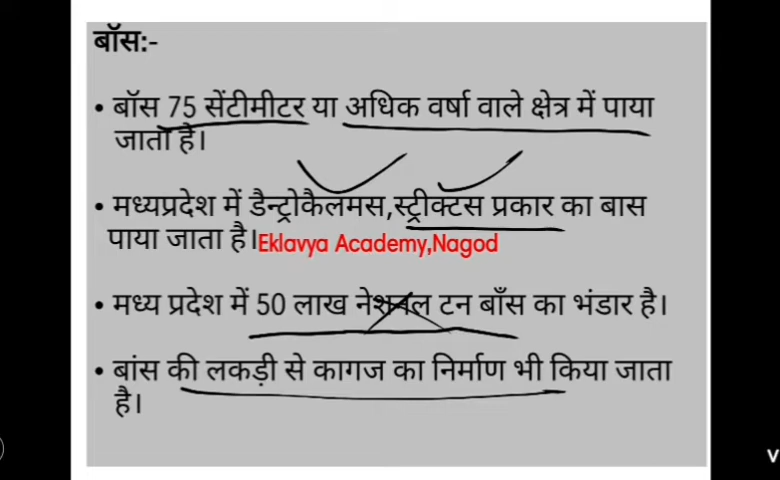 बॉस:-
• बॉस 75 सेंटीमीटर या अधिक वर्षा वाले क्षेत्र में पाया
जाता है।
• मध्यप्रदेश में डैन्ट्रोकैलमस,स्ट्रीक्टस प्रकार का बास
पाया जाता है।Eklavya Academy,Nagod
• मध्य प्रदेश में 50 लाख नेशनल टन बाँस का भंडार है।
• बांस की लकड़ी से कागज का निर्माण भी किया जाता
है।